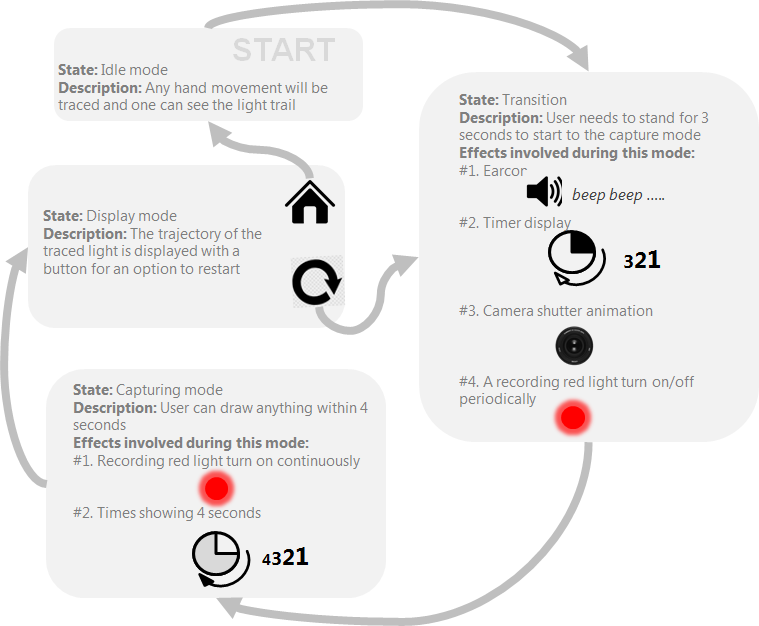 START
State: Idle mode
Description: Any hand movement will be
traced and one can see the light trail
State: Transition
Description: User needs to stand for 3
seconds to start to the capture mode
Effects involved during this mode:
#1. Earcon
beep beep .....
#2. Timer display
321
#3. Camera shutter animation
#4. A recording red light turn on/off
periodically
State: Display mode
Description: The trajectory of the
traced light is displayed with a
button for an option to restart
State: Capturing mode
Description: User can draw anything within 4
seconds
Effects involved during this mode:
#1. Recording red light turn on continuously
#2. Times showing 4 seconds
4321